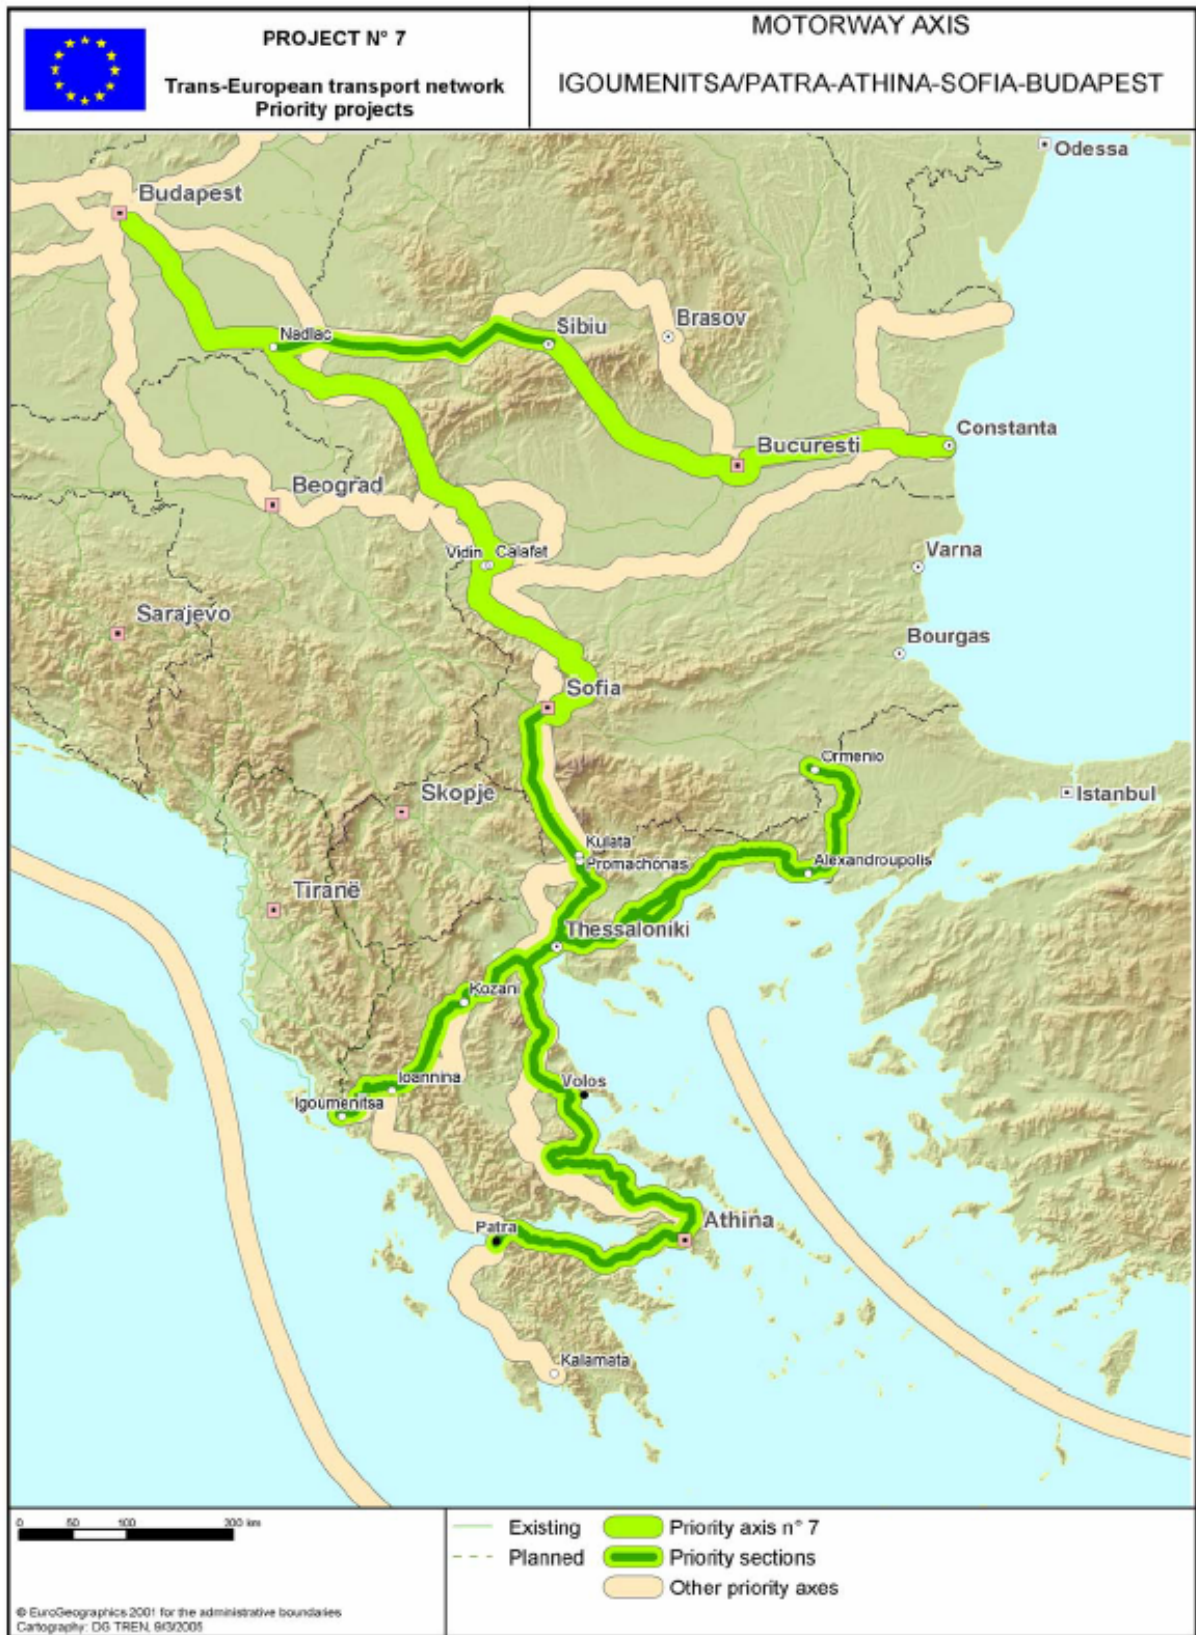 PROJECT N° 7
Trans-European transport network
Priority projects
MOTORWAY AXIS
IGOUMENITSA/PATRA-ATHINA-SOFIA-BUDAPEST
Odessa
Budapest
Nadlac
Sibiu
Brasov
Constanta
Bucuresti
Beograd
Vidin
Calafat
Varna
Sarajevo
Bourgas
Sofia
Ormenio
Skopje
Istanbul
Kulata
Promachonas
Alexandroupolis
Tiranë
Thessaloniki
Kozani
Ioannina
Volos
Igoumenitsa
Athina
Patra
Kalamata
0 50 100 200 km
Existing
Priority axis n° 7
Planned
Priority sections
Other priority axes
© EuroGeographics 2001 for the administrative boundaries
Cartography: DG TREN, 9/3/2005